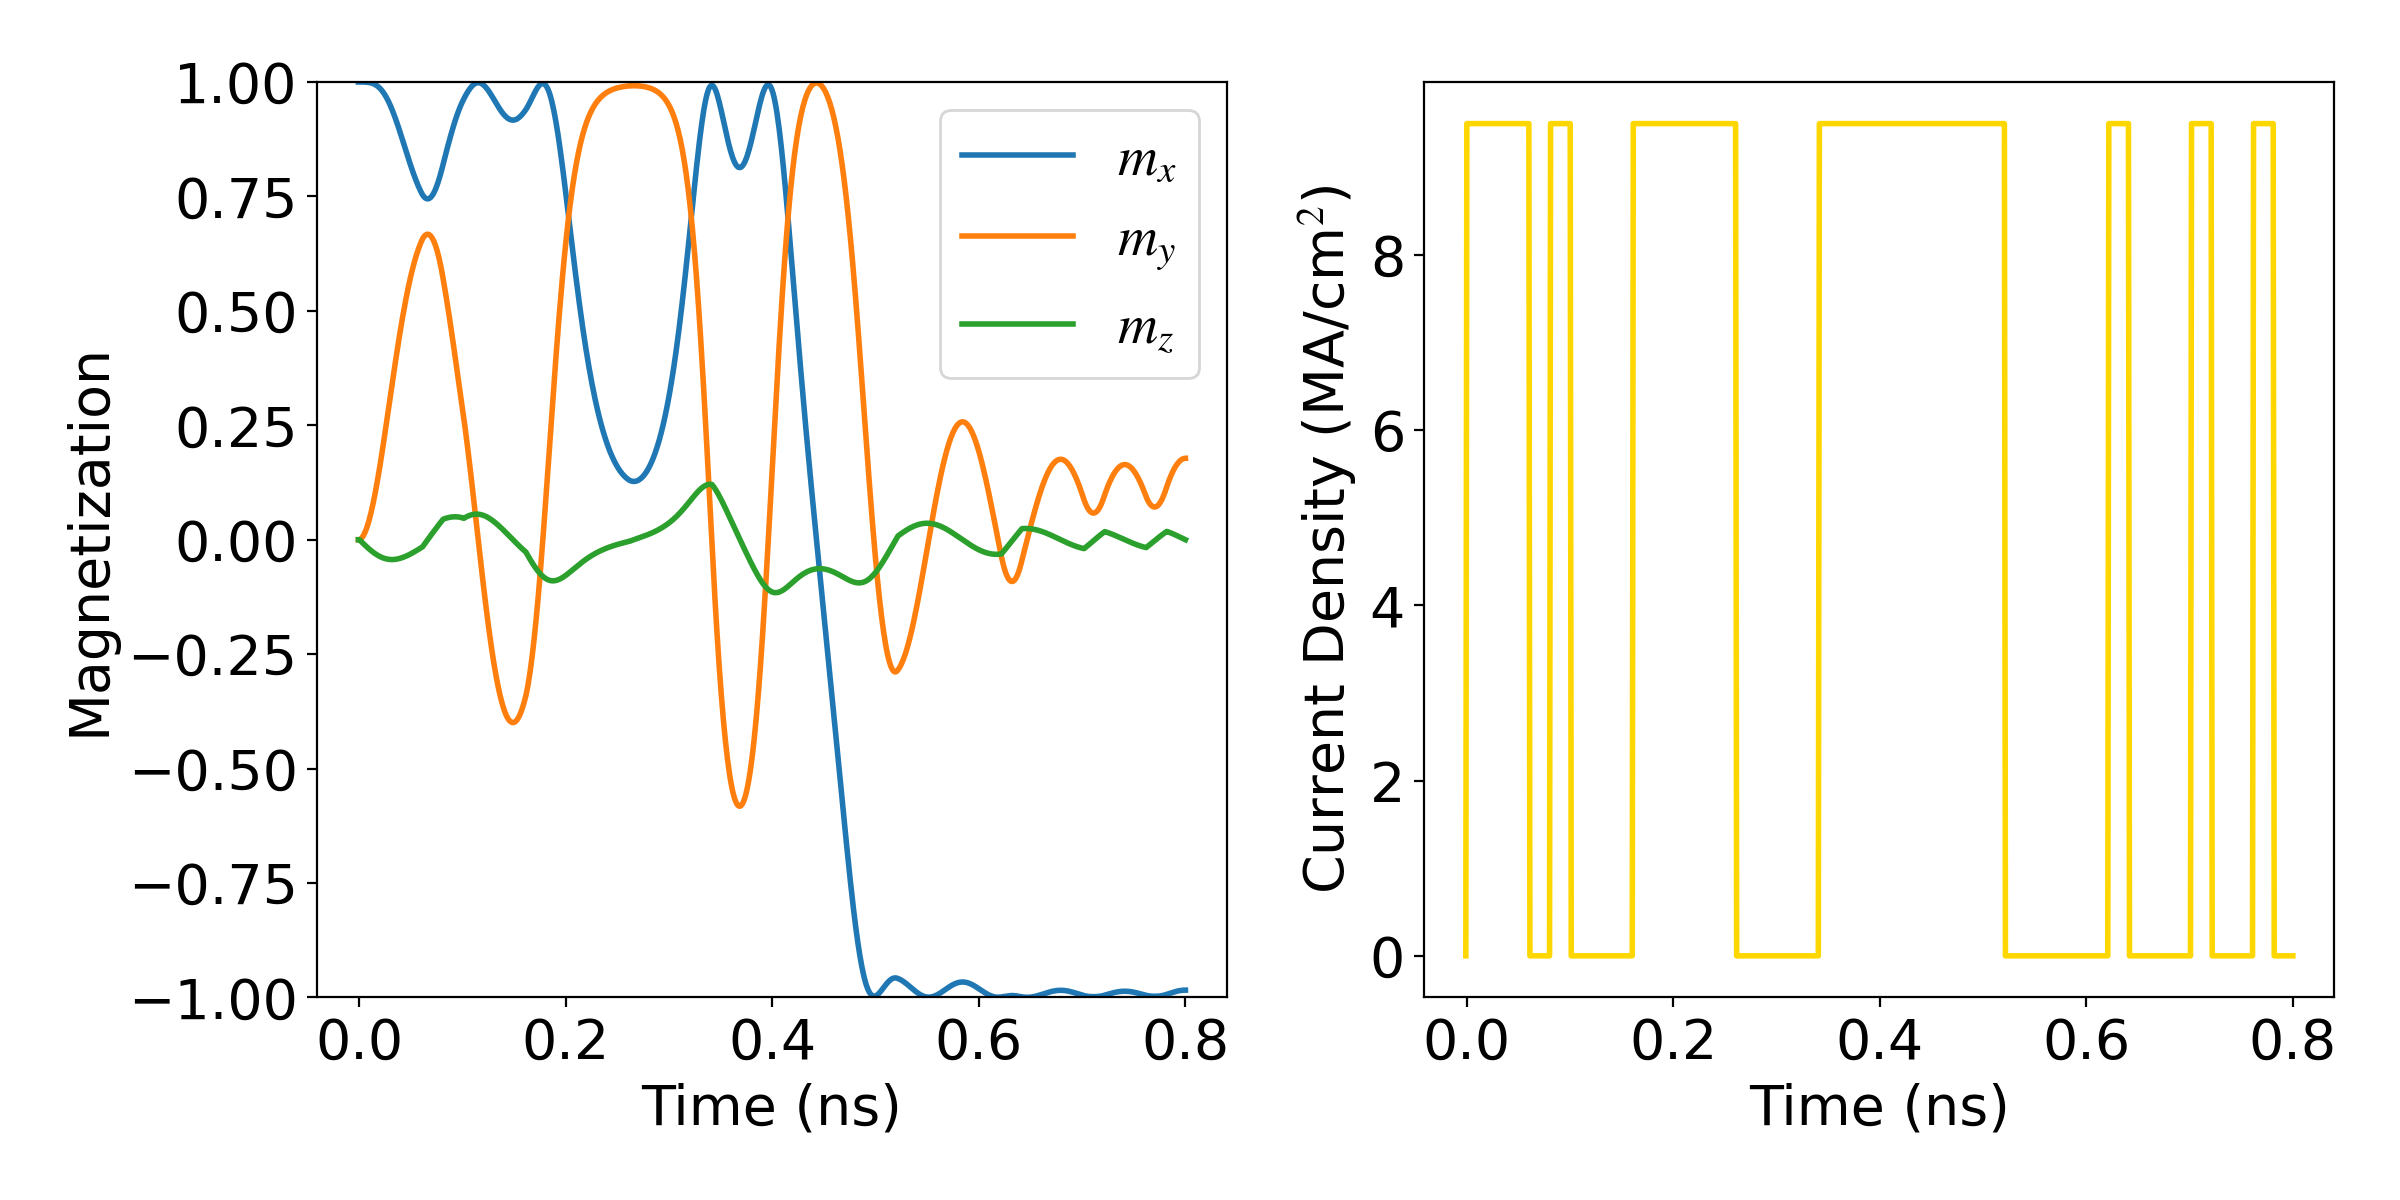 Magnetization
1.00
0.75
0.50
0.25
0.00
−0.25
−0.50
−0.75
−1.00
0.0 0.2 0.4 0.6 0.8
Time (ns)
m_x
m_y
m_z
Current Density (MA/cm²)
8
6
4
2
0
0.0 0.2 0.4 0.6 0.8
Time (ns)